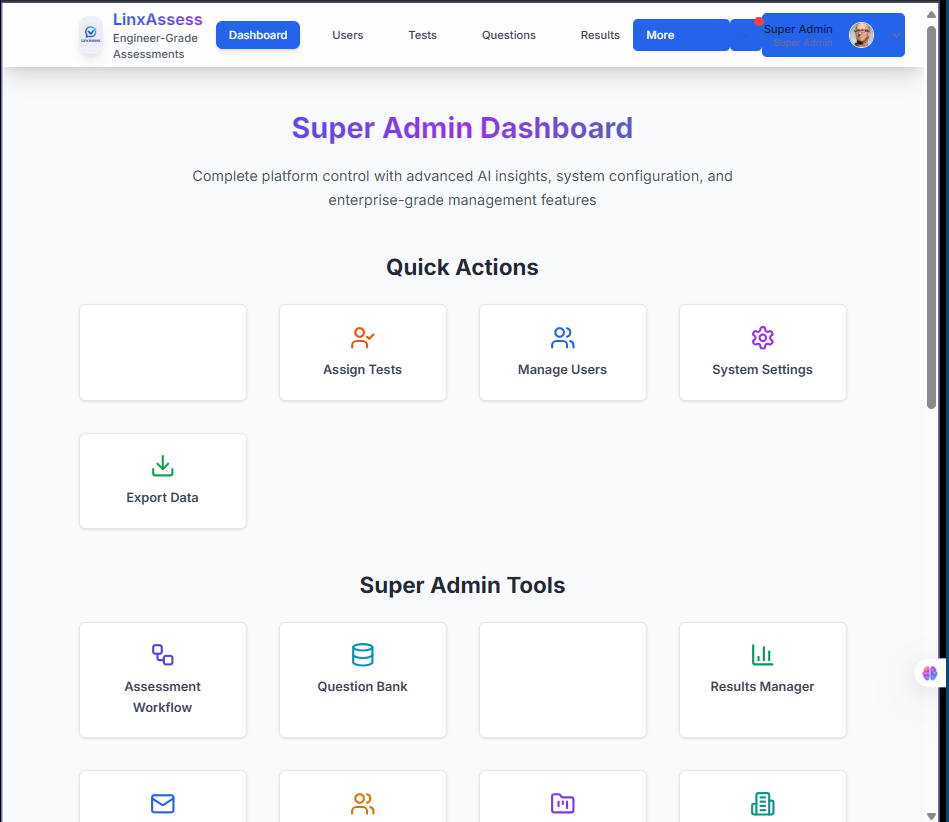 LinxAssess
Engineer-Grade
Assessments
Dashboard
Users
Tests
Questions
Results
More
Super Admin
Super Admin
Super Admin Dashboard
Complete platform control with advanced AI insights, system configuration, and
enterprise-grade management features
Quick Actions
Assign Tests
Manage Users
System Settings
Export Data
Super Admin Tools
Assessment
Workflow
Question Bank
Results Manager